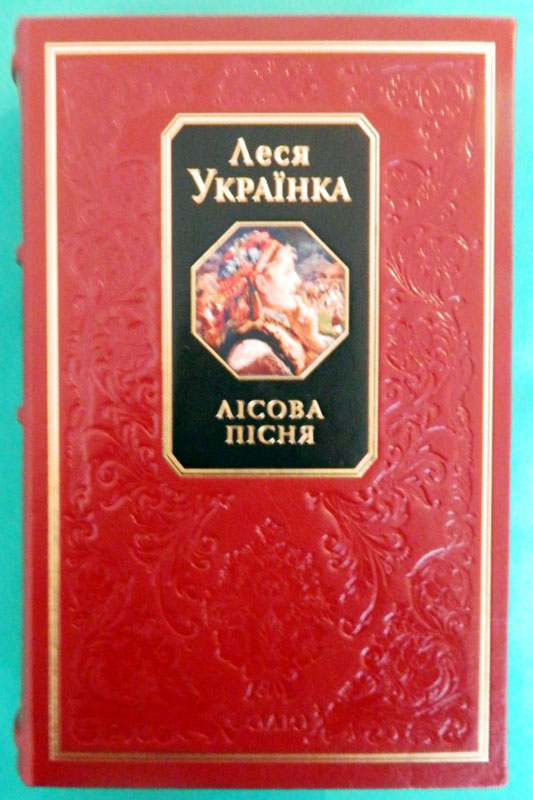 Леся
Українка
Лісова
пісня